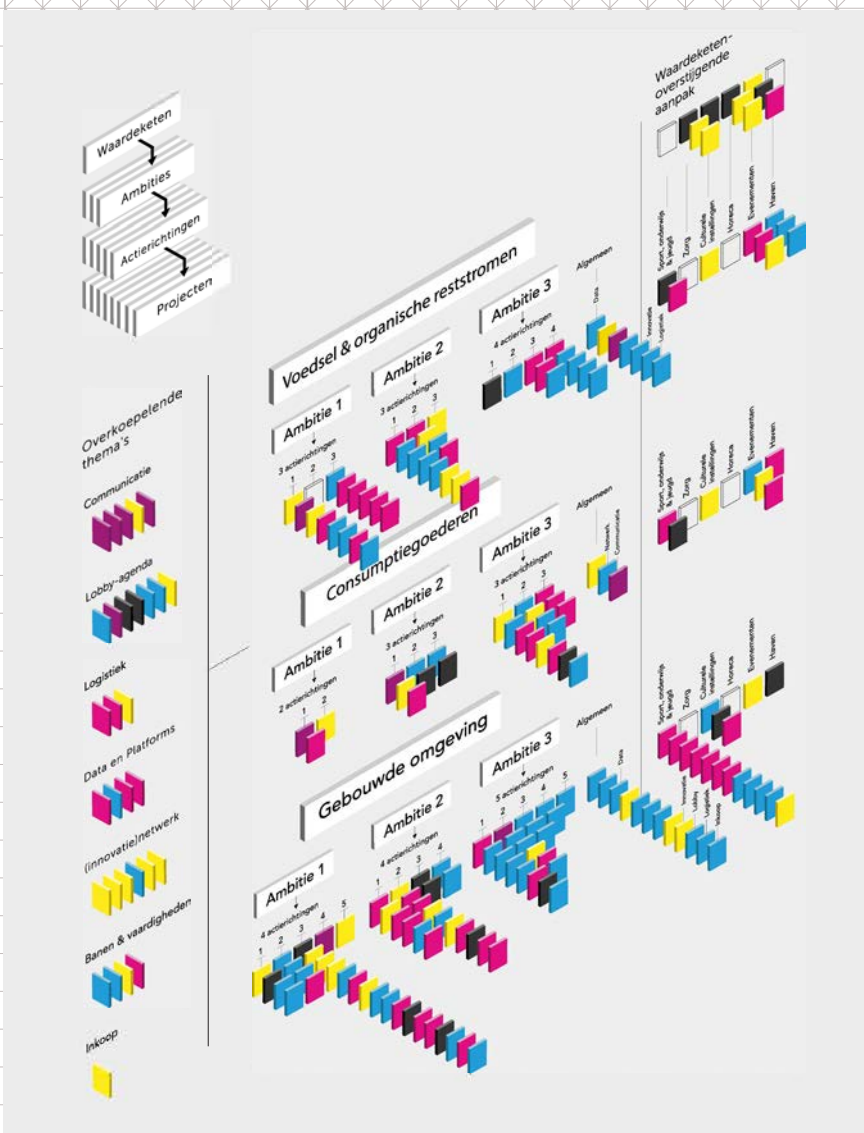 Waardeketen
Ambities
Actierichtingen
Projecten
Overkoepelende
thema's
Communicatie
Lobby-agenda
Logistiek
Data en Platforms
(innovatie)netwerk
Banen & vaardigheden
Inkoop
Voedsel & organische reststromen
Ambitie 1
3 actierichtingen
1
2
3
Ambitie 2
3 actierichtingen
1
2
3
Ambitie 3
4 actierichtingen
1
2
3
4
Algemeen
Data
Innovatie
Logistiek
Consumptiegoederen
Ambitie 1
2 actierichtingen
1
2
Ambitie 2
3 actierichtingen
1
2
3
Ambitie 3
3 actierichtingen
1
2
3
Algemeen
Netwerk
Communicatie
Gebouwde omgeving
Ambitie 1
4 actierichtingen
1
2
3
4
5
Ambitie 2
4 actierichtingen
1
2
3
4
Ambitie 3
5 actierichtingen
1
2
3
4
5
Algemeen
Data
Innovatie
Lobby
Logistiek
Inkoop
Waardeketen-
overstijgende
aanpak
Sport, onderwijs
& jeugd
Zorg
Culturele
instellingen
Horeca
Evenementen
Haven
Sport, onderwijs
& jeugd
Zorg
Culturele
instellingen
Horeca
Evenementen
Haven
Sport, onderwijs
& jeugd
Zorg
Culturele
instellingen
Horeca
Evenementen
Haven